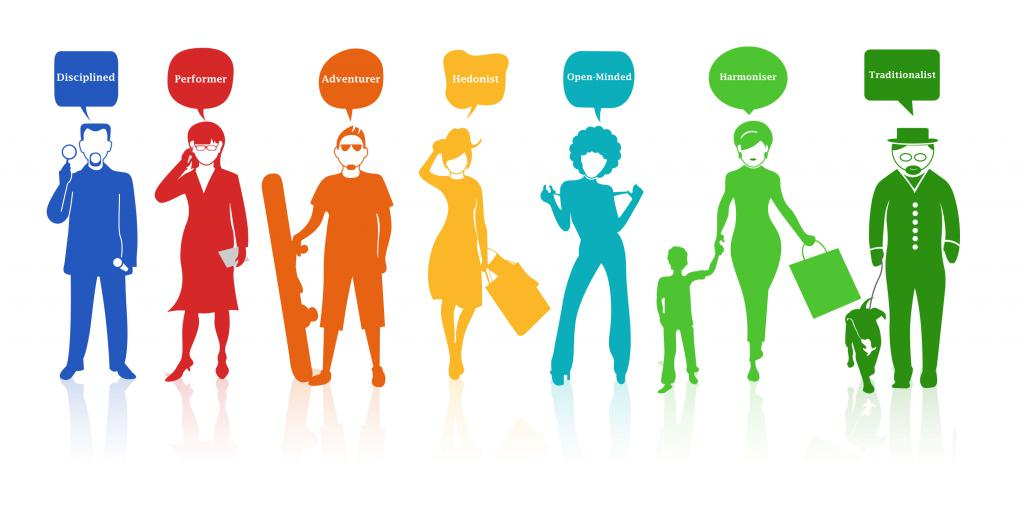 Disciplined
Performer
Adventurer
Hedonist
Open-Minded
Harmoniser
Traditionalist